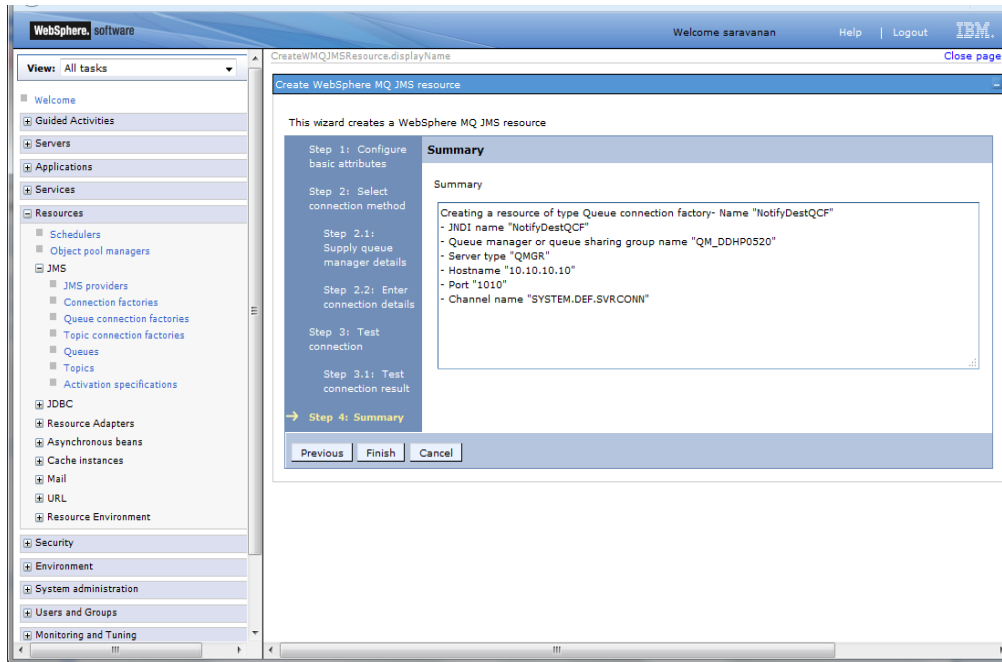 WebSphere. software
Welcome saravanan
Help | Logout
IBM.
View: All tasks
Welcome
Guided Activities
Servers
Applications
Services
Resources
Schedulers
Object pool managers
JMS
JMS providers
Connection factories
Queue connection factories
Topic connection factories
Queues
Topics
Activation specifications
JDBC
Resource Adapters
Asynchronous beans
Cache instances
Mail
URL
Resource Environment
Security
Environment
System administration
Users and Groups
Monitoring and Tuning
CreateWMQJMSResource.displayName
Close page
Create WebSphere MQ JMS resource
This wizard creates a WebSphere MQ JMS resource
Step 1: Configure
basic attributes
Step 2: Select
connection method
Step 2.1:
Supply queue
manager details
Step 2.2: Enter
connection details
Step 3: Test
connection
Step 3.1: Test
connection result
Step 4: Summary
Summary
Summary
Creating a resource of type Queue connection factory- Name "NotifyDestQCF"
- JNDI name "NotifyDestQCF"
- Queue manager or queue sharing group name "QM_DDHP0520"
- Server type "QMGR"
- Hostname "10.10.10.10"
- Port "1010"
- Channel name "SYSTEM.DEF.SVRCONN"
Previous Finish Cancel